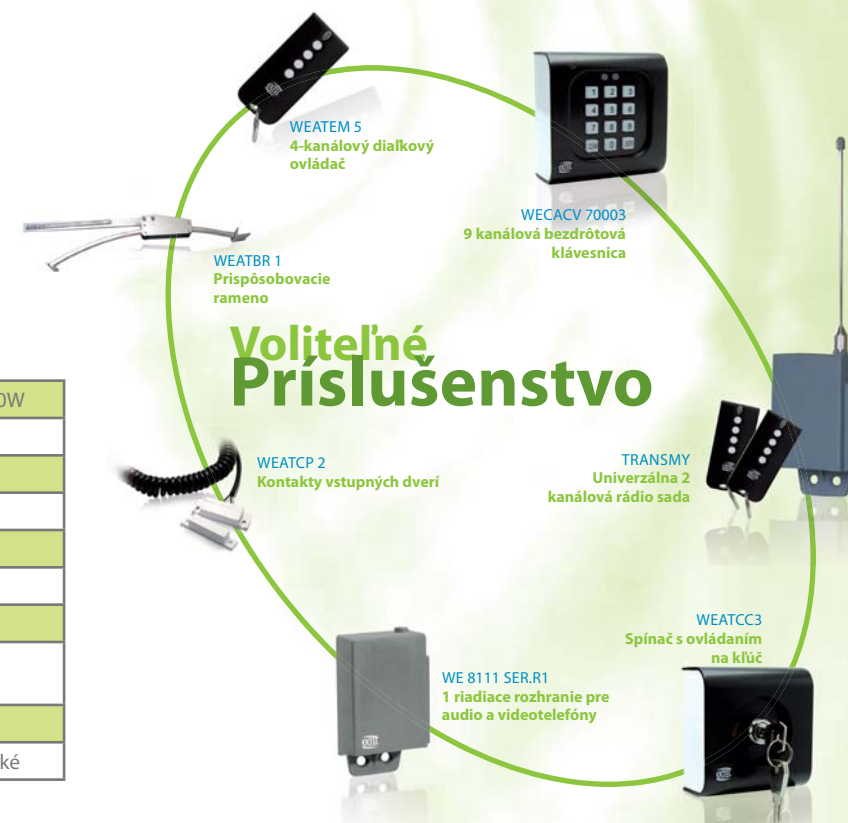 WEATEM 5
4-kanálový diaľkový
ovládač
WECACV 70003
9 kanálová bezdrôtová
klávesnica
WEATBR 1
Prispôsobovacie
rameno
Voliteľné
Príslušenstvo
0W
WEATCP 2
Kontakty vstupných dverí
TRANSMY
Univerzálna 2
kanálová rádio sada
WEATCC3
Spínač s ovládaním
na kľúč
WE 8111 SER.R1
1 riadiace rozhranie pre
audio a videotelefóny
ké